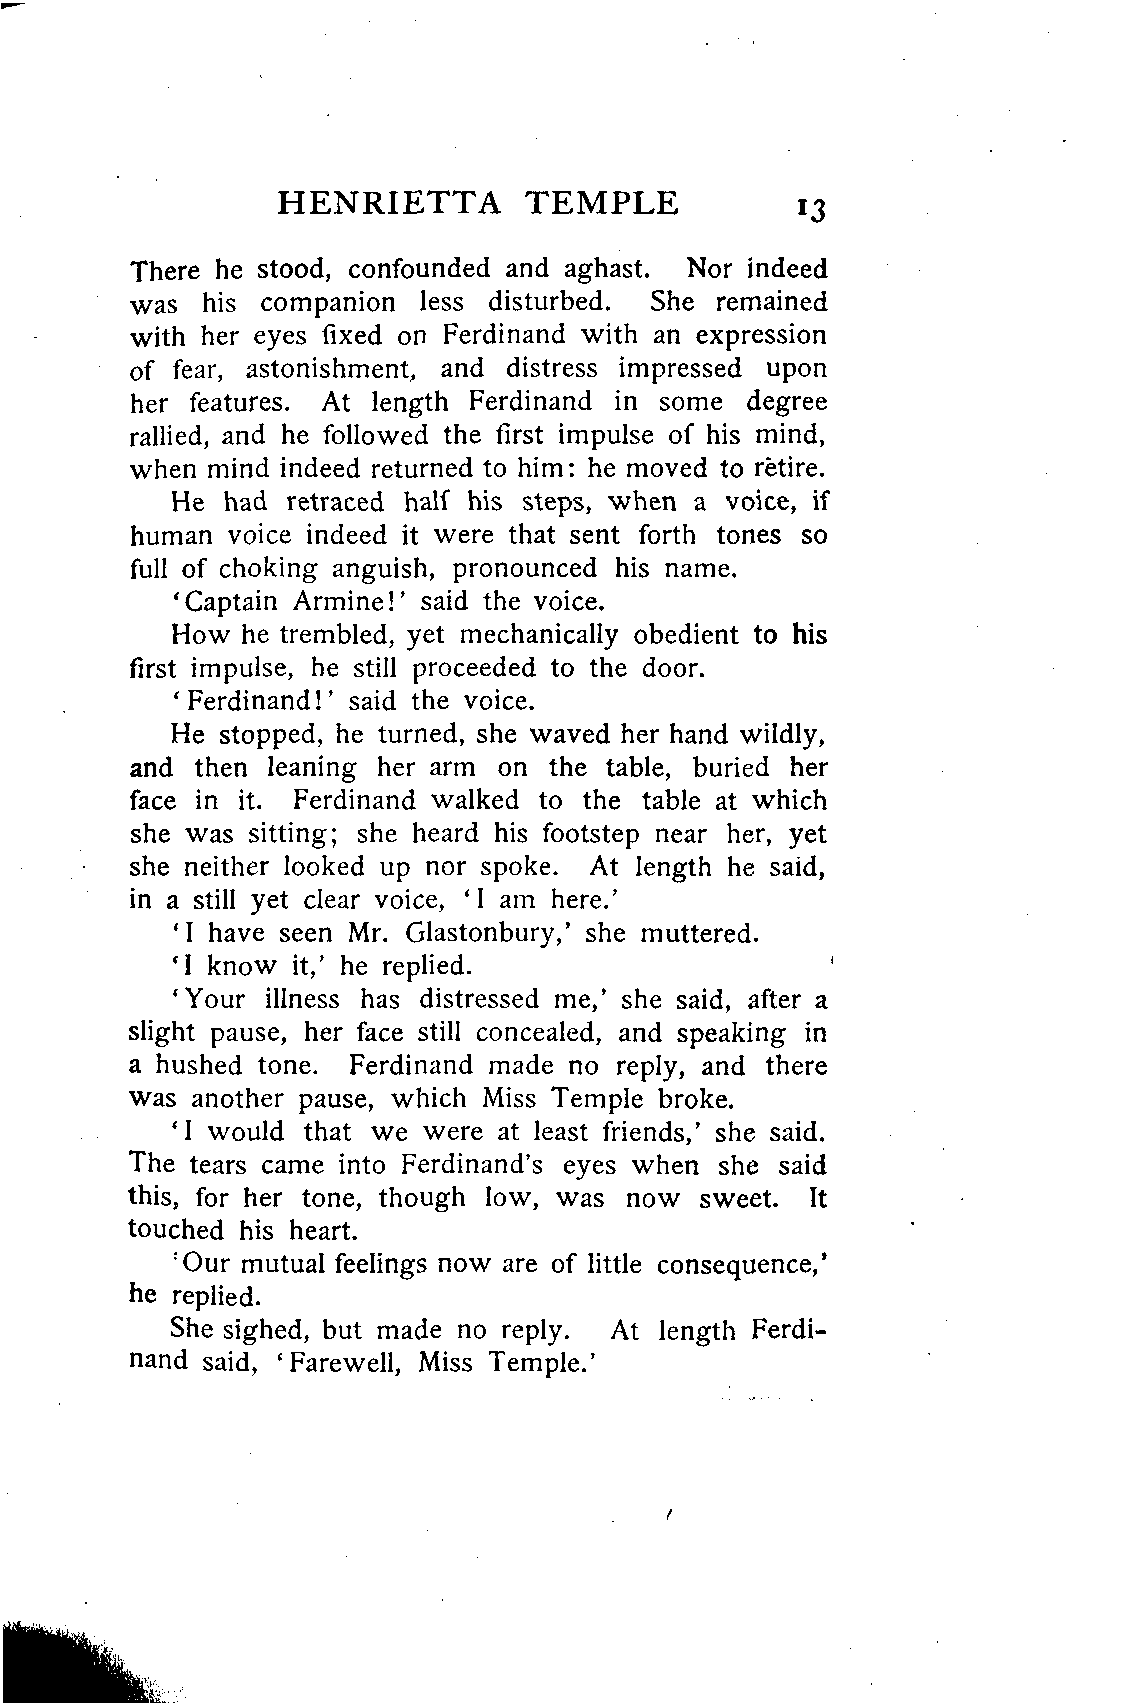 HENRIETTA TEMPLE 13
There he stood, confounded and aghast. Nor indeed
was his companion less disturbed. She remained
with her eyes fixed on Ferdinand with an expression
of fear, astonishment, and distress impressed upon
her features. At length Ferdinand in some degree
rallied, and he followed the first impulse of his mind,
when mind indeed returned to him: he moved to retire.
He had retraced half his steps, when a voice, if
human voice indeed it were that sent forth tones so
full of choking anguish, pronounced his name.
‘Captain Armine!’ said the voice.
How he trembled, yet mechanically obedient to his
first impulse, he still proceeded to the door.
‘Ferdinand!’ said the voice.
He stopped, he turned, she waved her hand wildly,
and then leaning her arm on the table, buried her
face in it. Ferdinand walked to the table at which
she was sitting; she heard his footstep near her, yet
she neither looked up nor spoke. At length he said,
in a still yet clear voice, ‘I am here.’
‘I have seen Mr. Glastonbury,’ she muttered.
‘I know it,’ he replied.
‘Your illness has distressed me,’ she said, after a
slight pause, her face still concealed, and speaking in
a hushed tone. Ferdinand made no reply, and there
was another pause, which Miss Temple broke.
‘I would that we were at least friends,’ she said.
The tears came into Ferdinand’s eyes when she said
this, for her tone, though low, was now sweet. It
touched his heart.
‘Our mutual feelings now are of little consequence,’
he replied.
She sighed, but made no reply. At length Ferdi-
nand said, ‘Farewell, Miss Temple.’